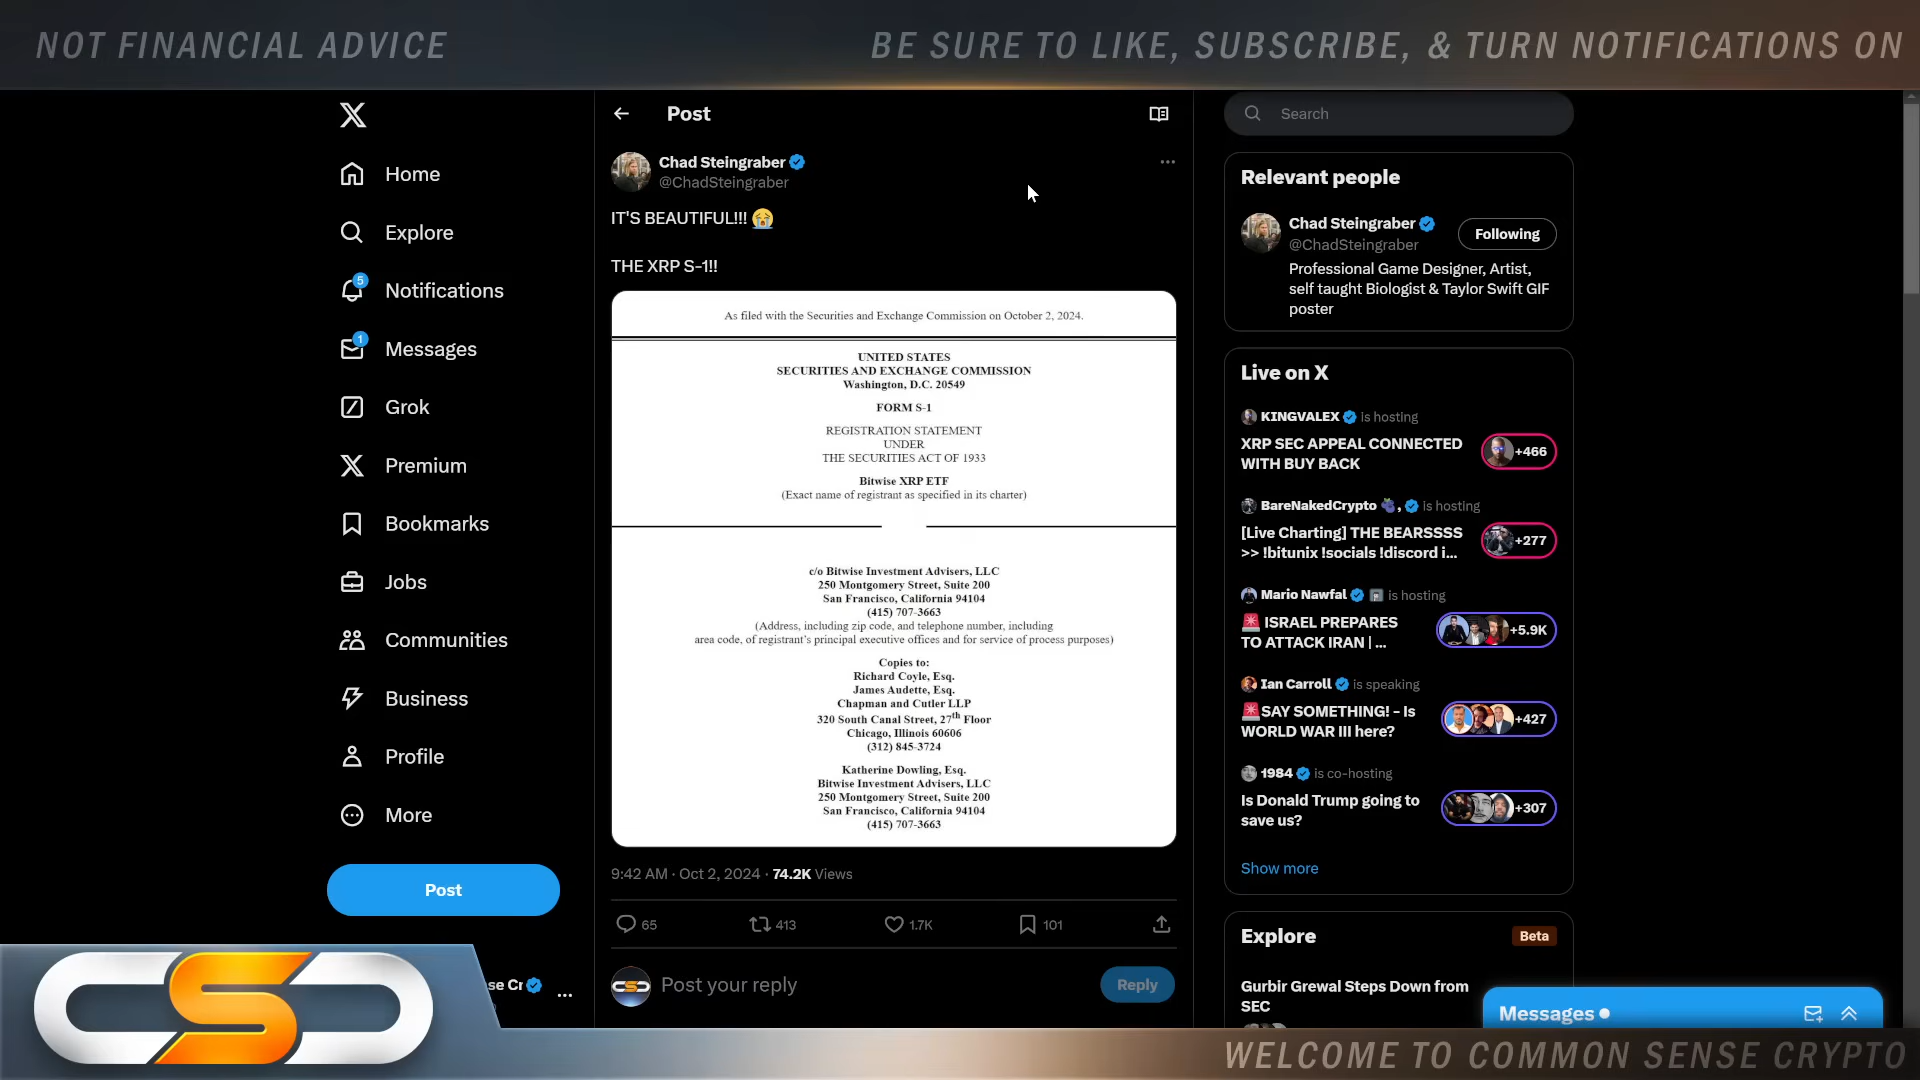 NOT FINANCIAL ADVICE
BE SURE TO LIKE, SUBSCRIBE, & TURN NOTIFICATIONS ON
Home
Explore
5
Notifications
1
Messages
Grok
Premium
Bookmarks
Jobs
Communities
Business
Profile
More
Post
se Cr
Post
Chad Steingraber
@ChadSteingraber
IT'S BEAUTIFUL!!! 😭
THE XRP S-1!!
As filed with the Securities and Exchange Commission on October 2, 2024.
UNITED STATES
SECURITIES AND EXCHANGE COMMISSION
Washington, D.C. 20549
FORM S-1
REGISTRATION STATEMENT
UNDER
THE SECURITIES ACT OF 1933
Bitwise XRP ETF
(Exact name of registrant as specified in its charter)
c/o Bitwise Investment Advisers, LLC
250 Montgomery Street, Suite 200
San Francisco, California 94104
(415) 707-3663
(Address, including zip code, and telephone number, including
area code, of registrant's principal executive offices and for service of process purposes)
Copies to:
Richard Coyle, Esq.
James Audette, Esq.
Chapman and Cutler LLP
320 South Canal Street, 27th Floor
Chicago, Illinois 60606
(312) 845-3724
Katherine Dowling, Esq.
Bitwise Investment Advisers, LLC
250 Montgomery Street, Suite 200
San Francisco, California 94104
(415) 707-3663
9:42 AM · Oct 2, 2024 · 74.2K Views
65 413 1.7K 101
Post your reply
Reply
Search
Relevant people
Chad Steingraber
@ChadSteingraber
Following
Professional Game Designer, Artist,
self taught Biologist & Taylor Swift GIF
poster
Live on X
KINGVALEX is hosting
XRP SEC APPEAL CONNECTED
WITH BUY BACK
+466
BareNakedCrypto 🍇, is hosting
[Live Charting] THE BEARSSSS
>> !bitunix !socials !discord i...
+277
Mario Nawfal is hosting
🚨 ISRAEL PREPARES
TO ATTACK IRAN | ...
+5.9K
Ian Carroll is speaking
🚨SAY SOMETHING! - Is
WORLD WAR III here?
+427
1984 is co-hosting
Is Donald Trump going to
save us?
+307
Show more
Explore
Beta
Gurbir Grewal Steps Down from
SEC
Messages
CSC
WELCOME TO COMMON SENSE CRYPTO